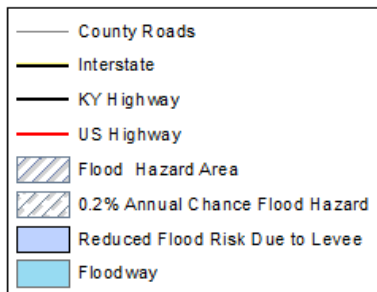 County Roads
Interstate
KY Highway
US Highway
Flood Hazard Area
0.2% Annual Chance Flood Hazard
Reduced Flood Risk Due to Levee
Floodway